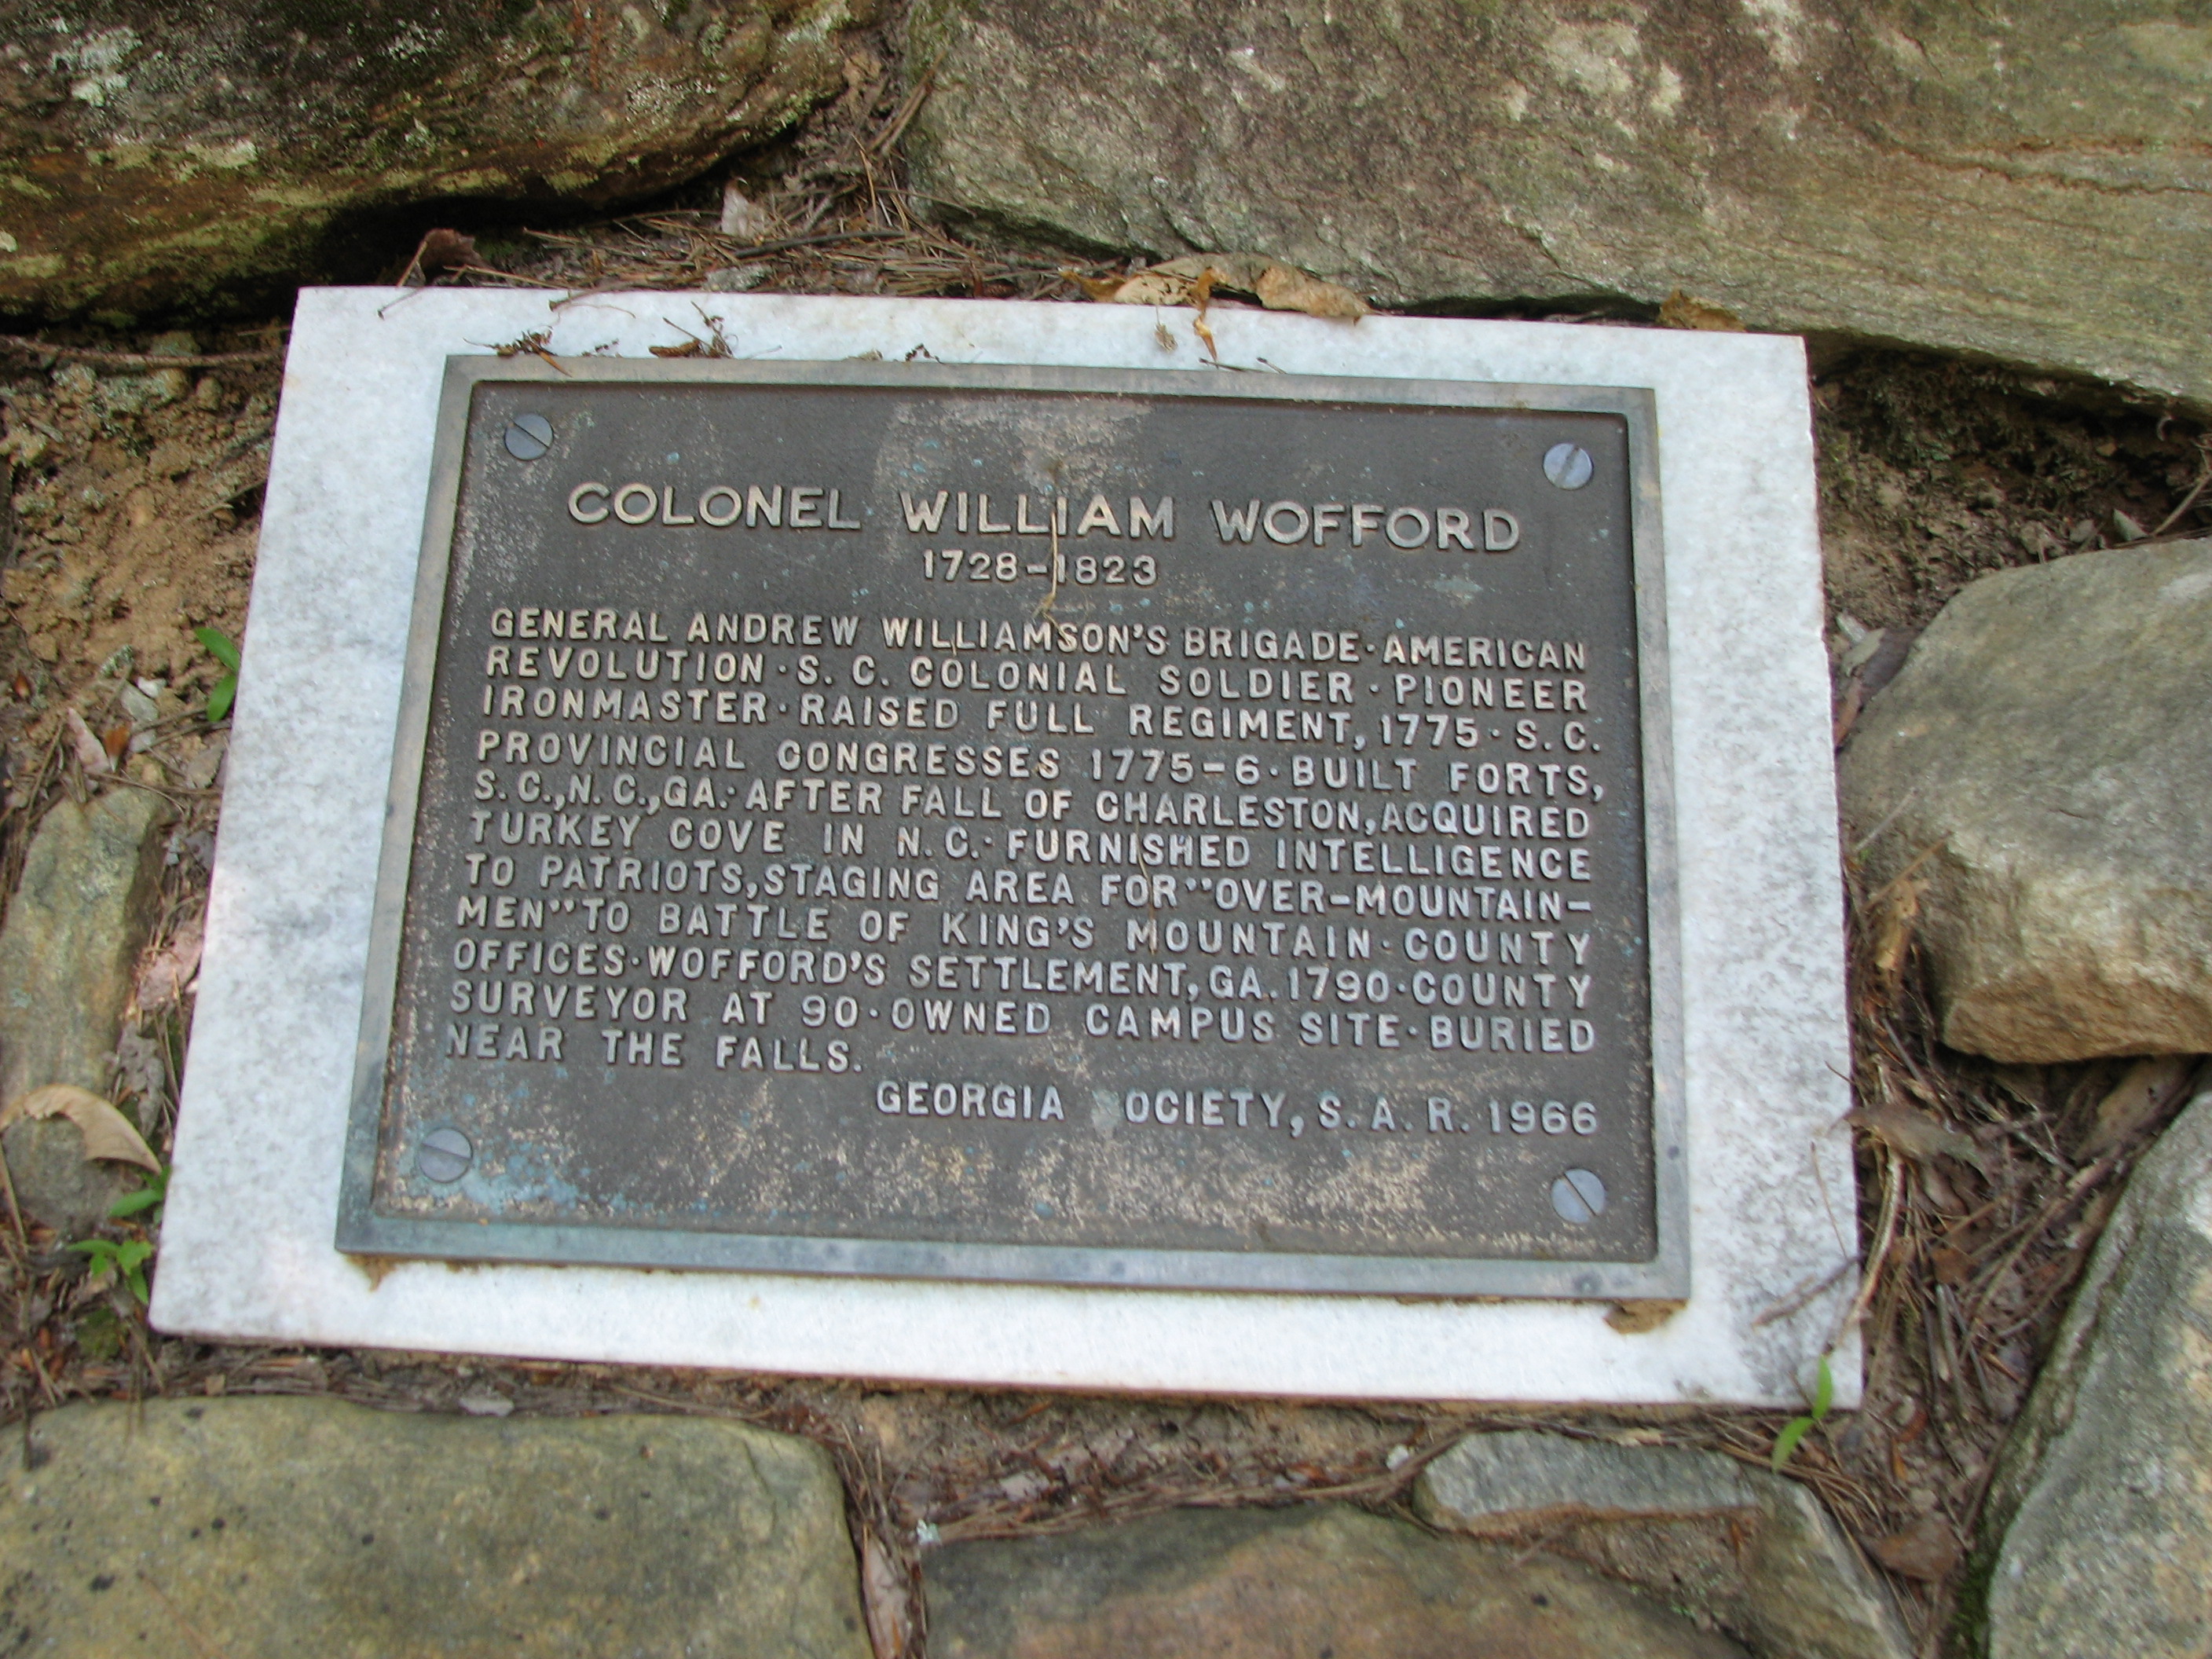 COLONEL WILLIAM WOFFORD
1728-1823
GENERAL ANDREW WILLIAMSON'S BRIGADE·AMERICAN
REVOLUTION·S. C. COLONIAL SOLDIER·PIONEER
IRONMASTER·RAISED FULL REGIMENT, 1775·S. C.
PROVINCIAL CONGRESSES 1775-6·BUILT FORTS,
S. C., N. C., GA.·AFTER FALL OF CHARLESTON, ACQUIRED
TURKEY COVE IN N. C.·FURNISHED INTELLIGENCE
TO PATRIOTS, STAGING AREA FOR "OVER-MOUNTAIN-
MEN" TO BATTLE OF KING'S MOUNTAIN·COUNTY
OFFICES·WOFFORD'S SETTLEMENT, GA. 1790·COUNTY
SURVEYOR AT 90·OWNED CAMPUS SITE·BURIED
NEAR THE FALLS.
GEORGIA OCIETY, S. A. R. 1966